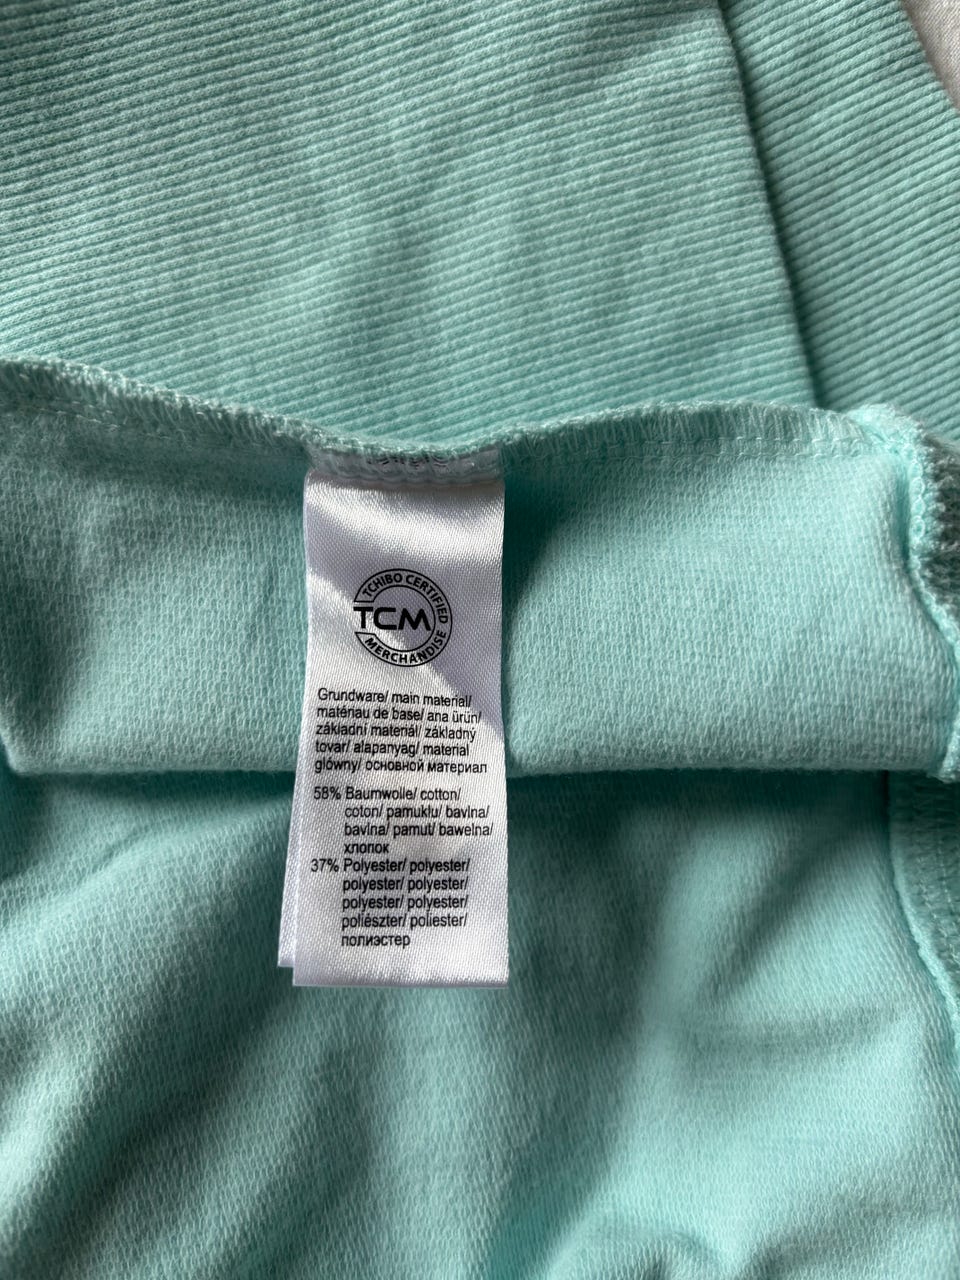 TCHIBO CERTIFIED
TCM
MERCHANDISE
Grundware/ main material/
matériau de base/ ana ürün/
základní materiál/ základný
tovar/ alapanyag/ materiał
główny/ основной материал
58% Baumwolle/ cotton/
coton/ pamuklu/ bavlna/
bavlna/ pamut/ bawełna/
хлопок
37% Polyester/ polyester/
polyester/ polyester/
polyester/ polyester/
poliészter/ poliester/
полиэстер